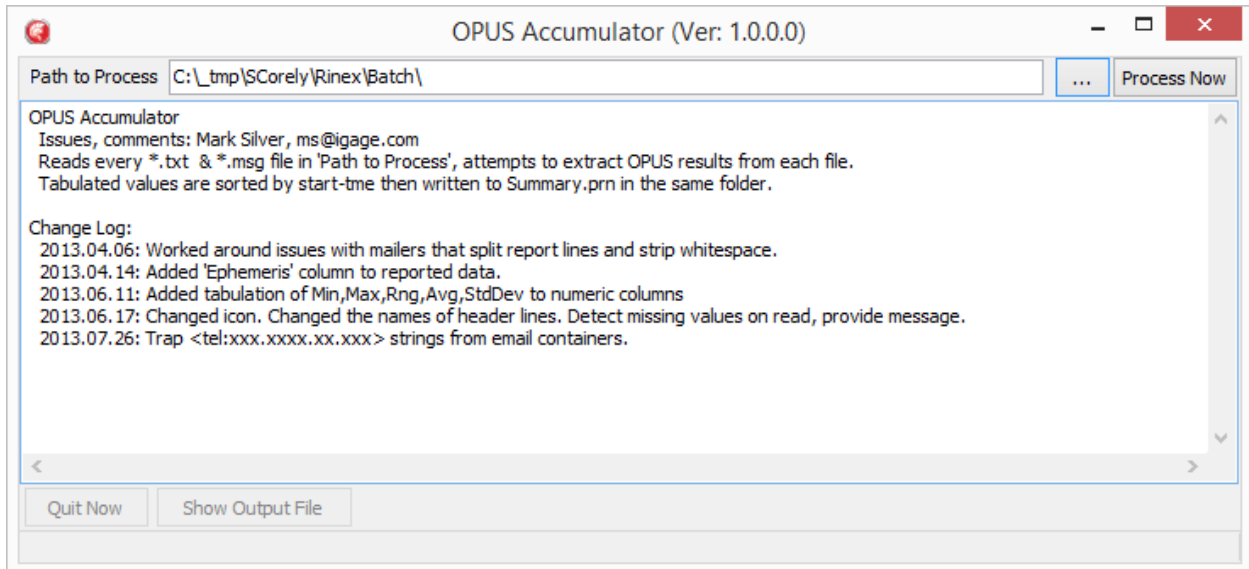 OPUS Accumulator (Ver: 1.0.0.0)
Path to Process C:\_tmp\SCorely\Rinex\Batch\ ... Process Now
OPUS Accumulator
Issues, comments: Mark Silver, ms@igage.com
Reads every *.txt & *.msg file in 'Path to Process', attempts to extract OPUS results from each file.
Tabulated values are sorted by start-tme then written to Summary.prn in the same folder.
Change Log:
2013.04.06: Worked around issues with mailers that split report lines and strip whitespace.
2013.04.14: Added 'Ephemeris' column to reported data.
2013.06.11: Added tabulation of Min,Max,Rng,Avg,StdDev to numeric columns
2013.06.17: Changed icon. Changed the names of header lines. Detect missing values on read, provide message.
2013.07.26: Trap <tel:xxx.xxxx.xx.xxx> strings from email containers.
Quit Now Show Output File